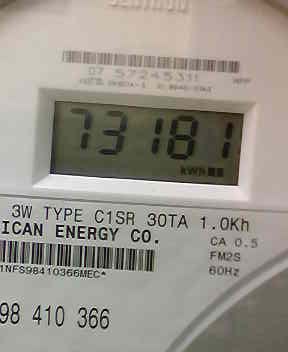 07 57245311
73181
kWh
3W TYPE C1SR 30TA 1.0Kh
ICAN ENERGY CO.
CA 0.5
FM2S
60Hz
1NFS98410366MEC*
98 410 366